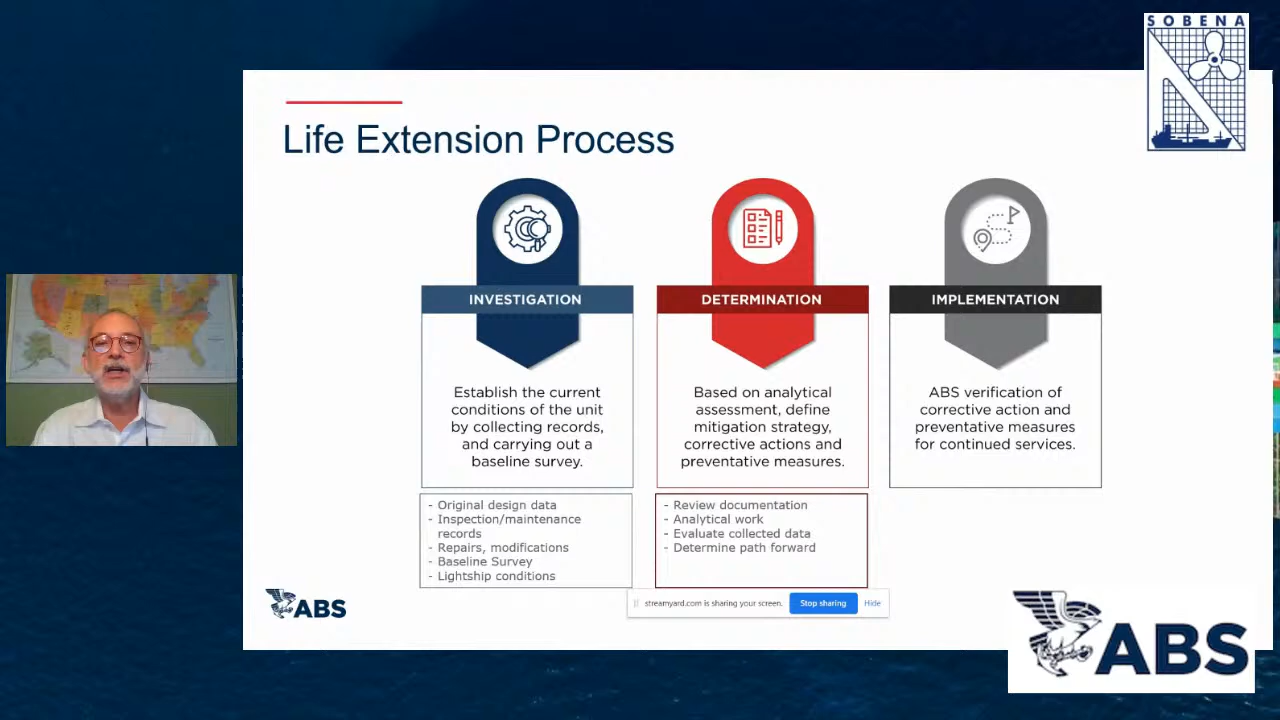 SOBENA
Life Extension Process
INVESTIGATION
Establish the current
conditions of the unit
by collecting records,
and carrying out a
baseline survey.
- Original design data
- Inspection/maintenance
records
- Repairs, modifications
- Baseline Survey
- Lightship conditions
DETERMINATION
Based on analytical
assessment, define
mitigation strategy,
corrective actions and
preventative measures.
- Review documentation
- Analytical work
- Evaluate collected data
- Determine path forward
IMPLEMENTATION
ABS verification of
corrective action and
preventative measures
for continued services.
ABS
streamyard.com is sharing your screen. Stop sharing Hide
ABS